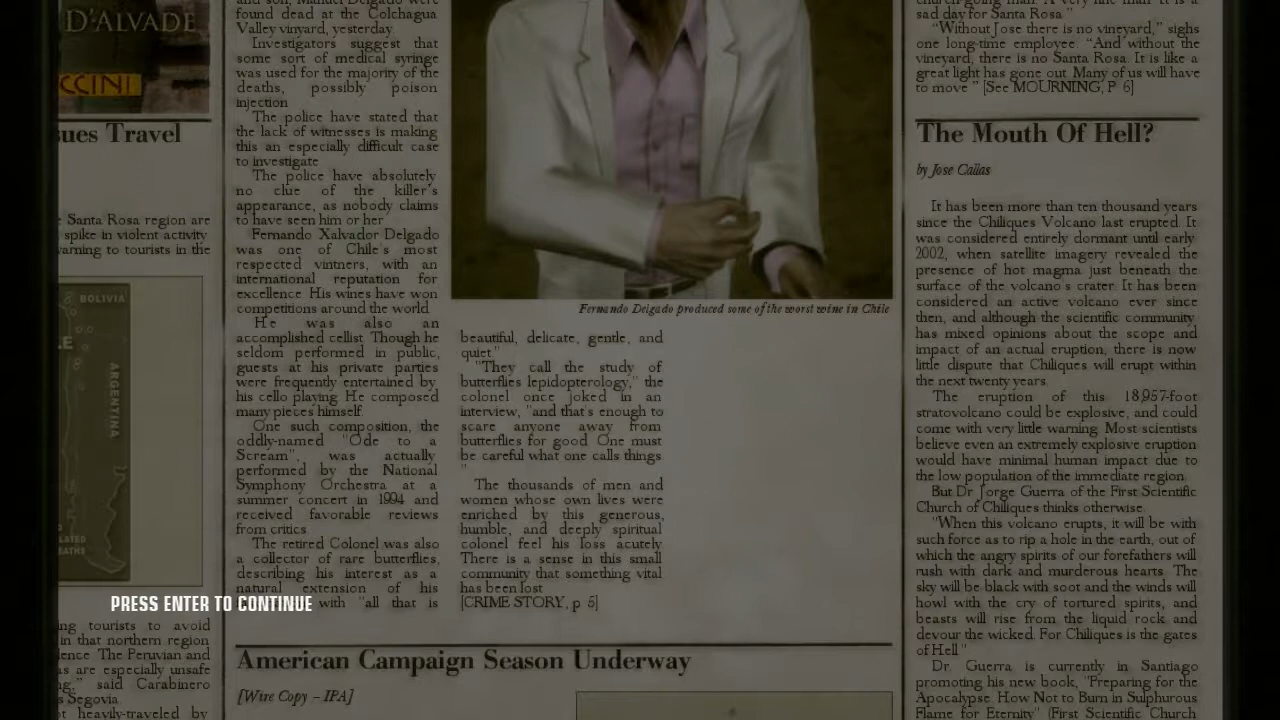 D'ALVADE
CCINI
sues Travel
e Santa Rosa region are
spike in violent activity
warning to tourists in the
BOLIVIA
LE
ARGENTINA
LATED
EATHS
PRESS ENTER TO CONTINUE
ng tourists to avoid
in that northern region
lence. The Peruvian and
as are especially unsafe
ng," said Carabinero
s Segovia.
ot heavily-traveled by
and son, Manuel Delgado were
found dead at the Colchagua
Valley vinyard, yesterday.
Investigators suggest that
some sort of medical syringe
was used for the majority of the
deaths, possibly poison
injection
The police have stated that
the lack of witnesses is making
this an especially difficult case
to investigate
The police have absolutely
no clue of the killer's
appearance, as nobody claims
to have seen him or her
Fernando Xalvador Delgado
was one of Chile's most
respected vintners, with an
international reputation for
excellence. His wines have won
competitions around the world
He was also an
accomplished cellist. Though he
seldom performed in public,
guests at his private parties
were frequently entertained by
his cello playing. He composed
many pieces himself.
One such composition, the
oddly-named "Ode to a
Scream", was actually
performed by the National
Symphony Orchestra at a
summer concert in 1994 and
received favorable reviews
from critics.
The retired Colonel was also
a collector of rare butterflies,
describing his interest as a
natural extension of his
with "all that is
Fernando Delgado produced some of the worst wine in Chile
beautiful, delicate, gentle, and
quiet."
"They call the study of
butterflies lepidopterology," the
colonel once joked in an
interview, "and that's enough to
scare anyone away from
butterflies for good. One must
be careful what one calls things
"
The thousands of men and
women whose own lives were
enriched by this generous,
humble, and deeply spiritual
colonel feel his loss acutely.
There is a sense in this small
community that something vital
has been lost
[CRIME STORY, p 5]
American Campaign Season Underway
[Wire Copy – IPA]
church-going man. A very fine man. It is a
sad day for Santa Rosa."
"Without Jose there is no vineyard," sighs
one long-time employee. "And without the
vineyard, there is no Santa Rosa. It is like a
great light has gone out. Many of us will have
to move." [See MOURNING, P 6]
The Mouth Of Hell?
by Jose Callas
It has been more than ten thousand years
since the Chiliques Volcano last erupted. It
was considered entirely dormant until early
2002, when satellite imagery revealed the
presence of hot magma just beneath the
surface of the volcano's crater. It has been
considered an active volcano ever since
then, and although the scientific community
has mixed opinions about the scope and
impact of an actual eruption, there is now
little dispute that Chiliques will erupt within
the next twenty years.
The eruption of this 18,957-foot
stratovolcano could be explosive, and could
come with very little warning. Most scientists
believe even an extremely explosive eruption
would have minimal human impact due to
the low population of the immediate region.
But Dr. Jorge Guerra of the First Scientific
Church of Chiliques thinks otherwise.
"When this volcano erupts, it will be with
such force as to rip a hole in the earth, out of
which the angry spirits of our forefathers will
rush with dark and murderous hearts. The
sky will be black with soot and the winds will
howl with the cry of tortured spirits, and
beasts will rise from the liquid rock and
devour the wicked. For Chiliques is the gates
of Hell."
Dr. Guerra is currently in Santiago
promoting his new book, "Preparing for the
Apocalypse: How Not to Burn in Sulphurous
Flame for Eternity" (First Scientific Church